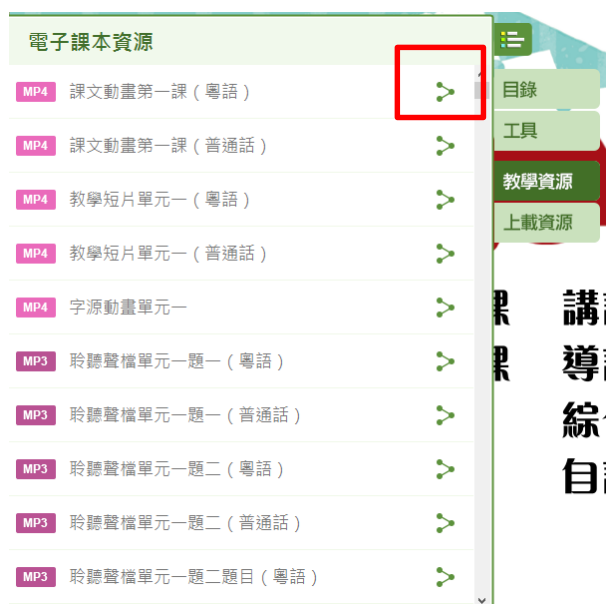 電子課本資源
MP4 課文動畫第一課（粵語）
MP4 課文動畫第一課（普通話）
MP4 教學短片單元一（粵語）
MP4 教學短片單元一（普通話）
MP4 字源動畫單元一
MP3 聆聽聲檔單元一題一（粵語）
MP3 聆聽聲檔單元一題一（普通話）
MP3 聆聽聲檔單元一題二（粵語）
MP3 聆聽聲檔單元一題二（普通話）
MP3 聆聽聲檔單元一題二題目（粵語）
目錄
工具
教學資源
上載資源
課 講
課 導
綜
自